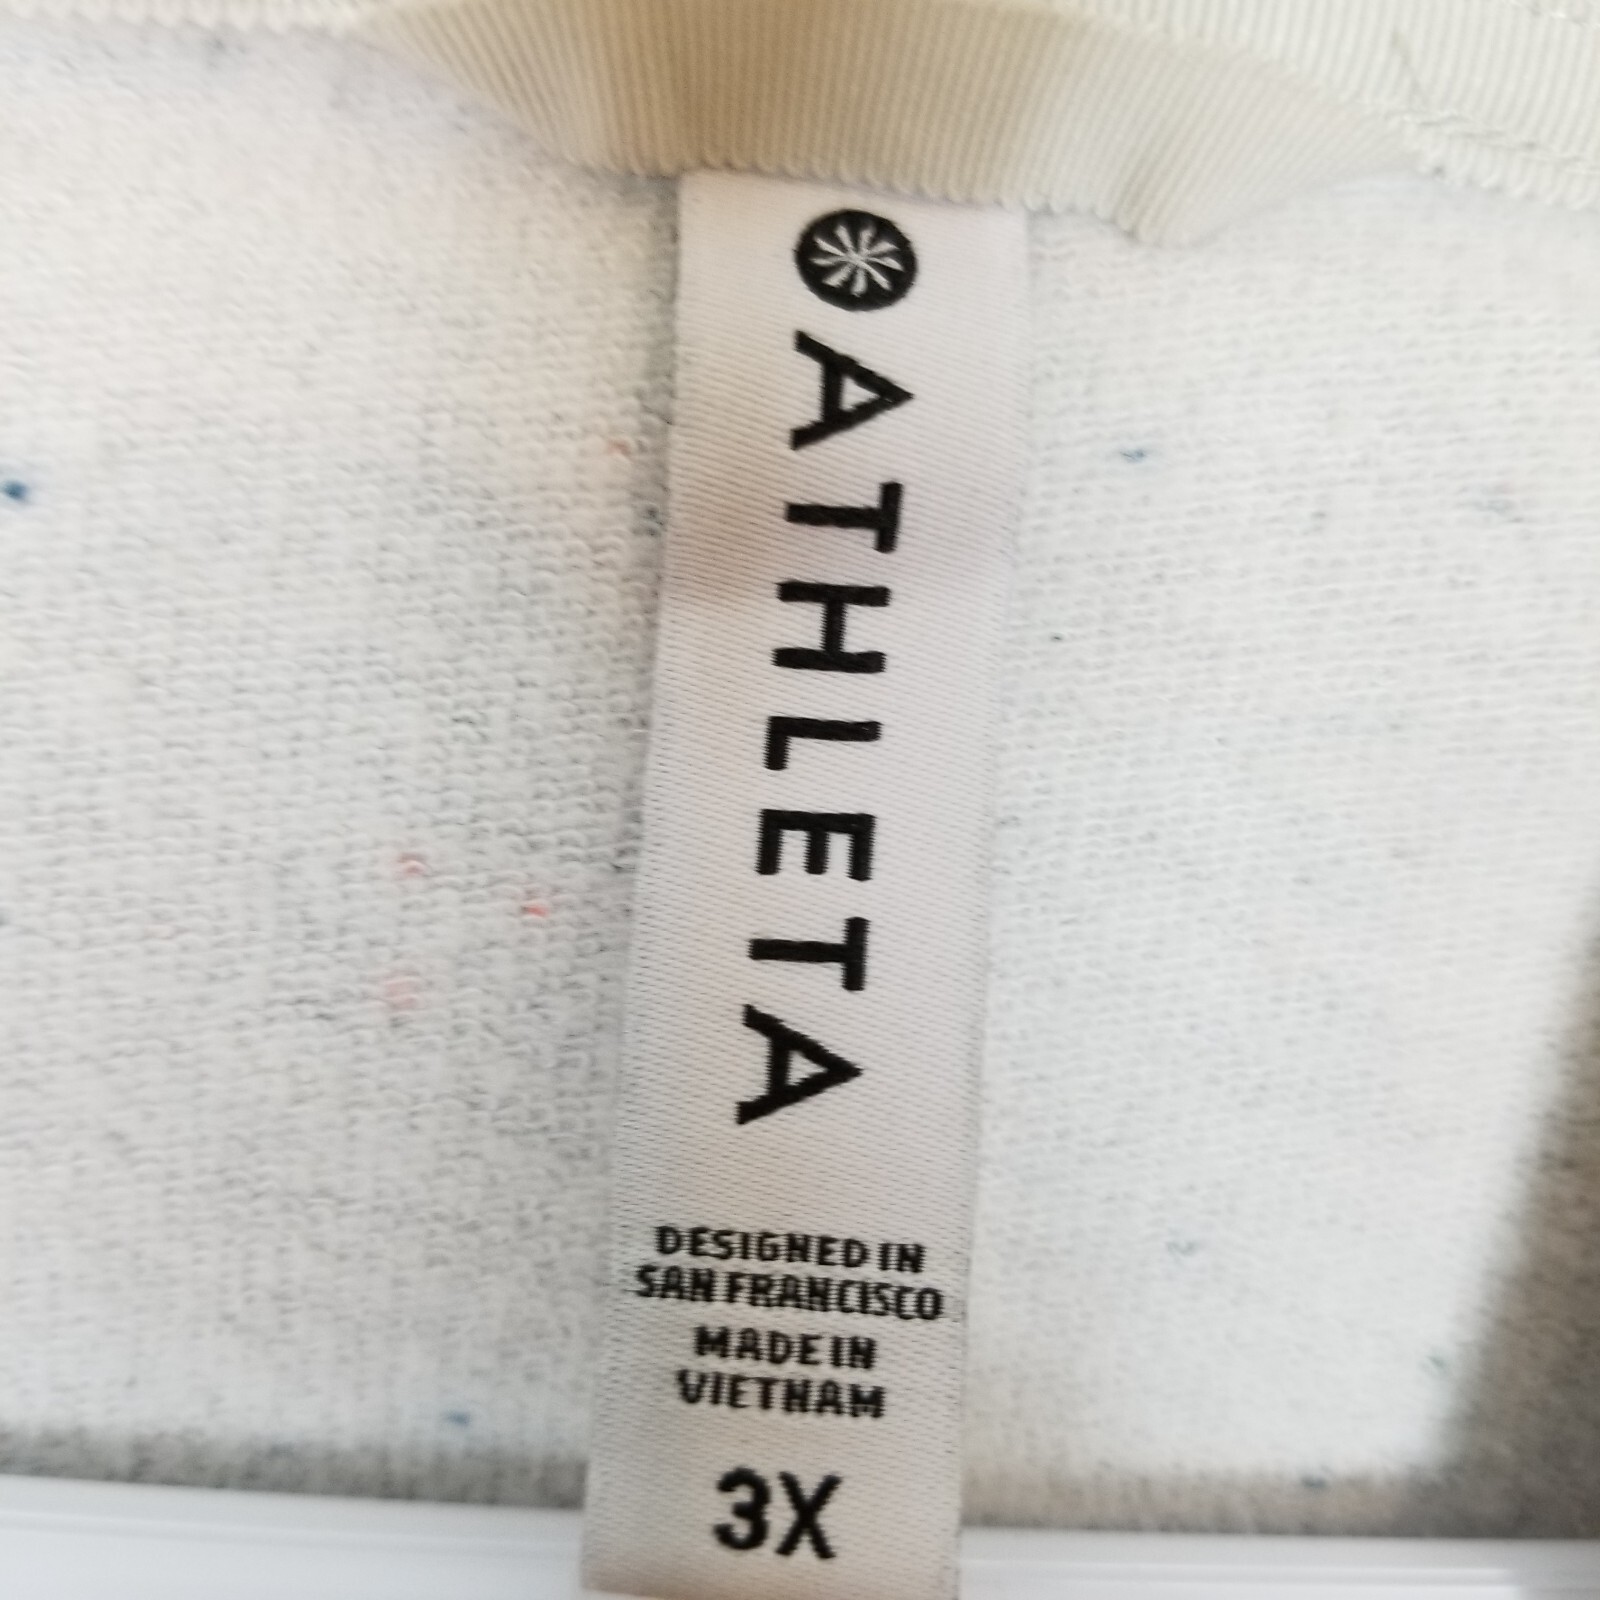 ATHLETA
DESIGNED IN
SAN FRANCISCO
MADE IN
VIETNAM
3X